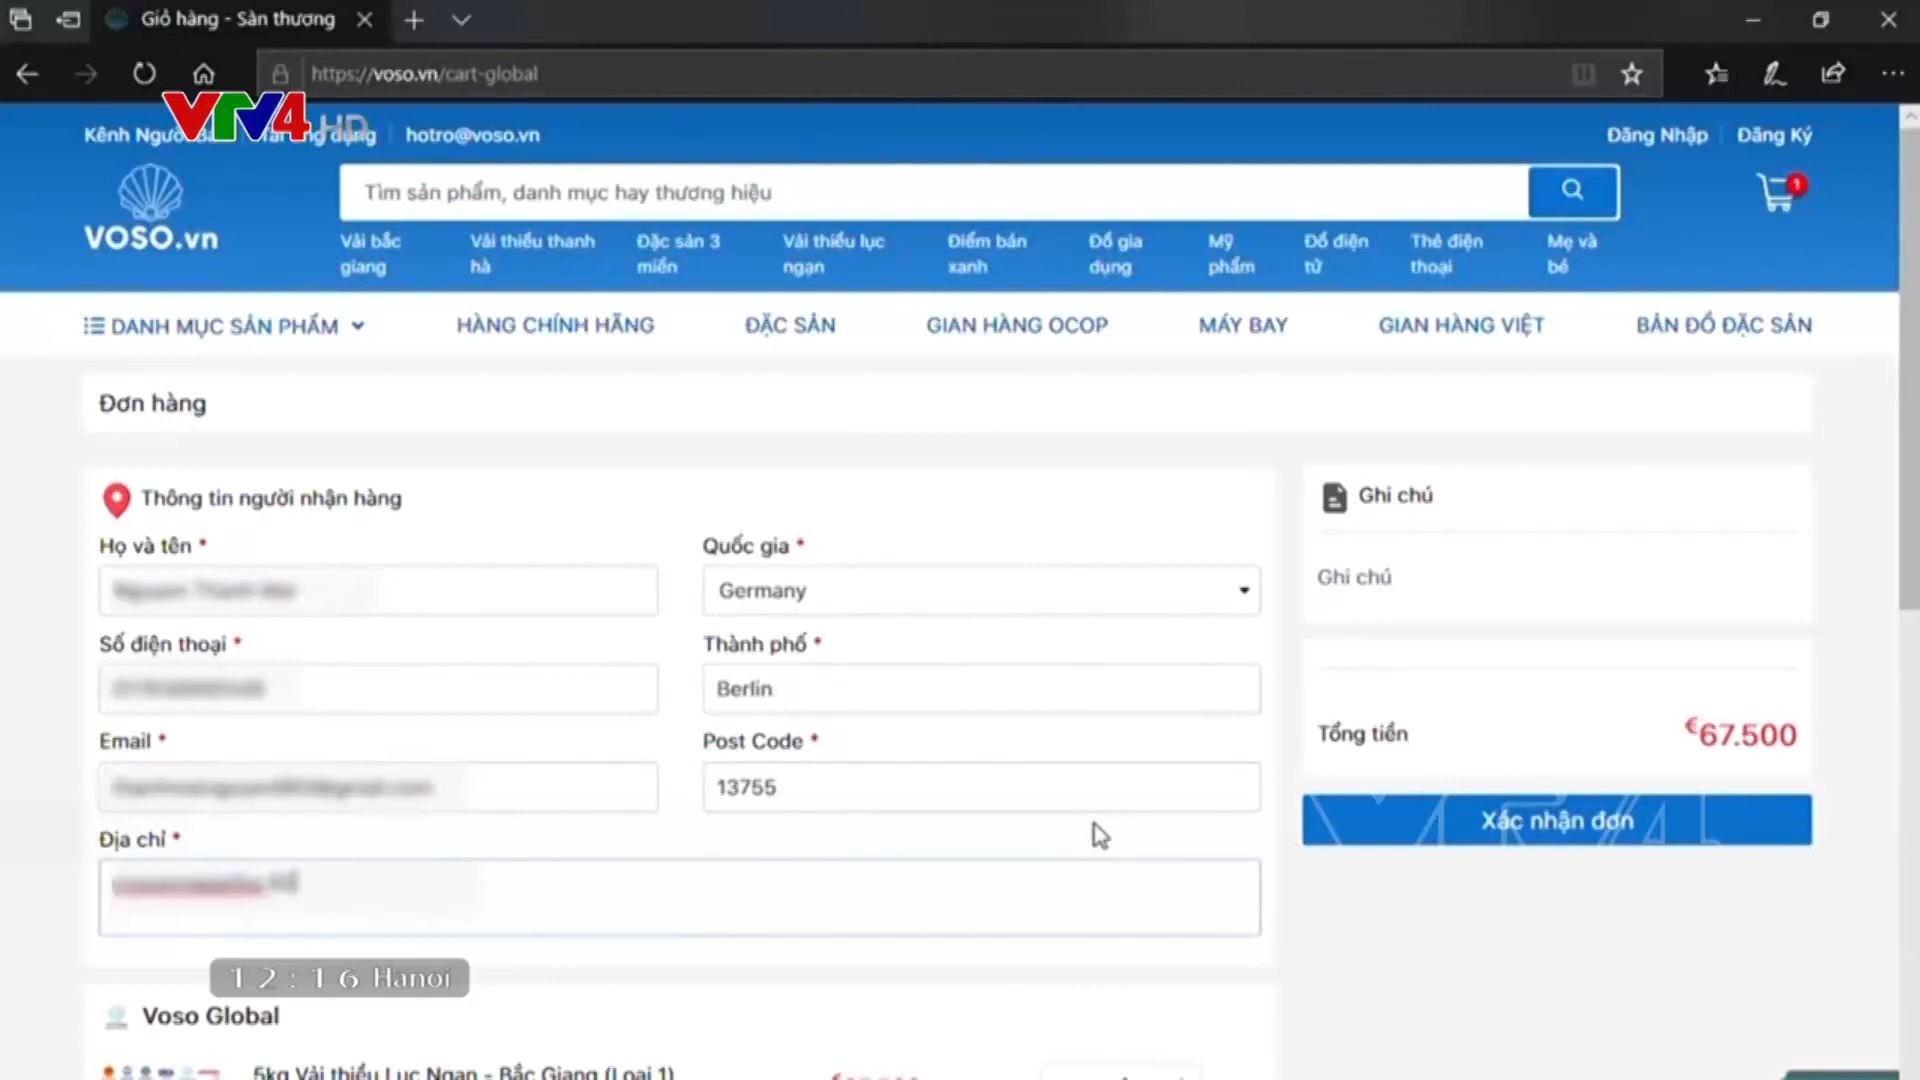 Giỏ hàng - Sàn thương
https://voso.vn/cart-global
VTV4 HD
Kênh Người
hotro@voso.vn
Đăng Nhập
Đăng Ký
VOSO.vn
Tìm sản phẩm, danh mục hay thương hiệu
1
Vải bắc giang
Vải thiều thanh hà
Đặc sản 3 miền
Vải thiều lục ngạn
Điểm bán xanh
Đồ gia dụng
Mỹ phẩm
Đồ điện tử
Thẻ điện thoại
Mẹ và bé
DANH MỤC SẢN PHẨM
HÀNG CHÍNH HÃNG
ĐẶC SẢN
GIAN HÀNG OCOP
MÁY BAY
GIAN HÀNG VIỆT
BẢN ĐỒ ĐẶC SẢN
Đơn hàng
Thông tin người nhận hàng
Họ và tên *
Quốc gia *
Germany
Số điện thoại *
Thành phố *
Berlin
Email *
Post Code *
13755
Địa chỉ *
Ghi chú
Ghi chú
Tổng tiền
€67.500
Xác nhận đơn
12:16 Hanoi
Voso Global
5kg Vải thiều Lục Ngạn - Bắc Giang (Loại 1)